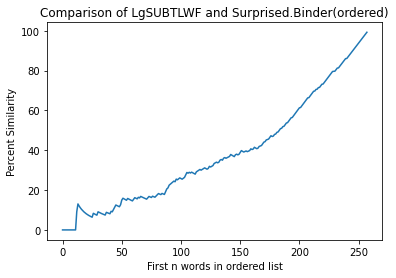 Comparison of LgSUBTLWF and Surprised.Binder(ordered)
Percent Similarity
100
80
60
40
20
0
0 50 100 150 200 250
First n words in ordered list